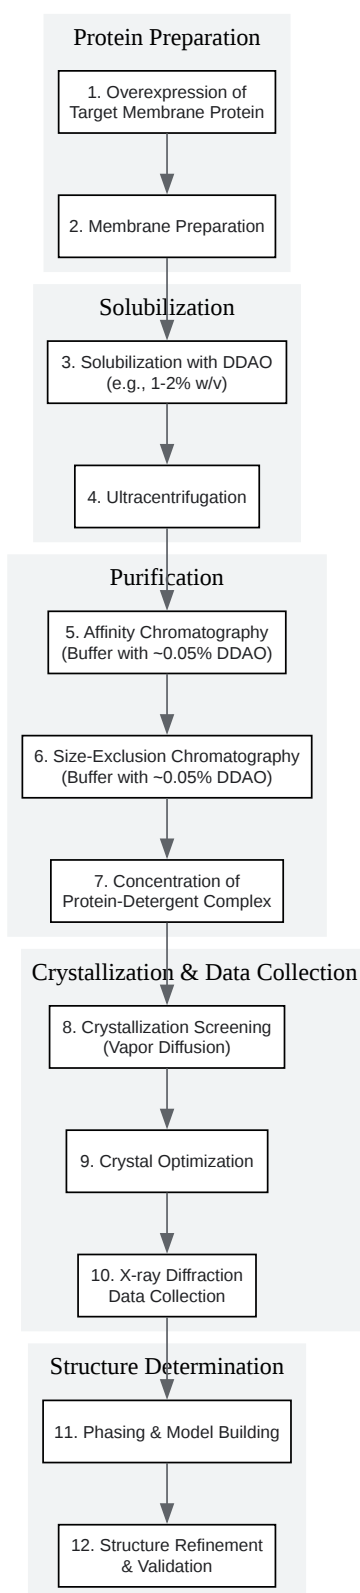 Protein Preparation
1. Overexpression of
Target Membrane Protein
2. Membrane Preparation
Solubilization
3. Solubilization with DDAO
(e.g., 1-2% w/v)
4. Ultracentrifugation
Purification
5. Affinity Chromatography
(Buffer with ~0.05% DDAO)
6. Size-Exclusion Chromatography
(Buffer with ~0.05% DDAO)
7. Concentration of
Protein-Detergent Complex
Crystallization & Data Collection
8. Crystallization Screening
(Vapor Diffusion)
9. Crystal Optimization
10. X-ray Diffraction
Data Collection
Structure Determination
11. Phasing & Model Building
12. Structure Refinement
& Validation